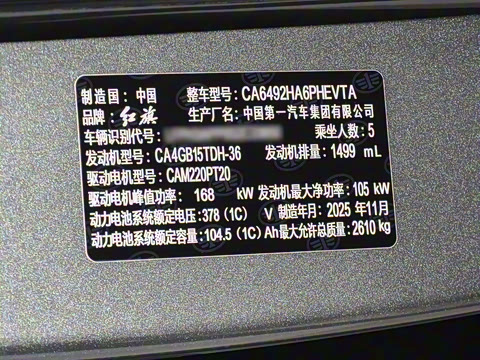 制造国：中国 整车型号：CA6492HA6PHEVTA
品牌：红旗 生产厂名：中国第一汽车集团有限公司
车辆识别代号： 乘坐人数：5
发动机型号：CA4GB15TDH-36 发动机排量：1499 mL
驱动电机型号：CAM220PT20
驱动电机峰值功率：168 kW 发动机最大净功率：105 kW
动力电池系统额定电压：378 (1C) V 制造年月：2025 年11月
动力电池系统额定容量：104.5 (1C) Ah 最大允许总质量：2610 kg